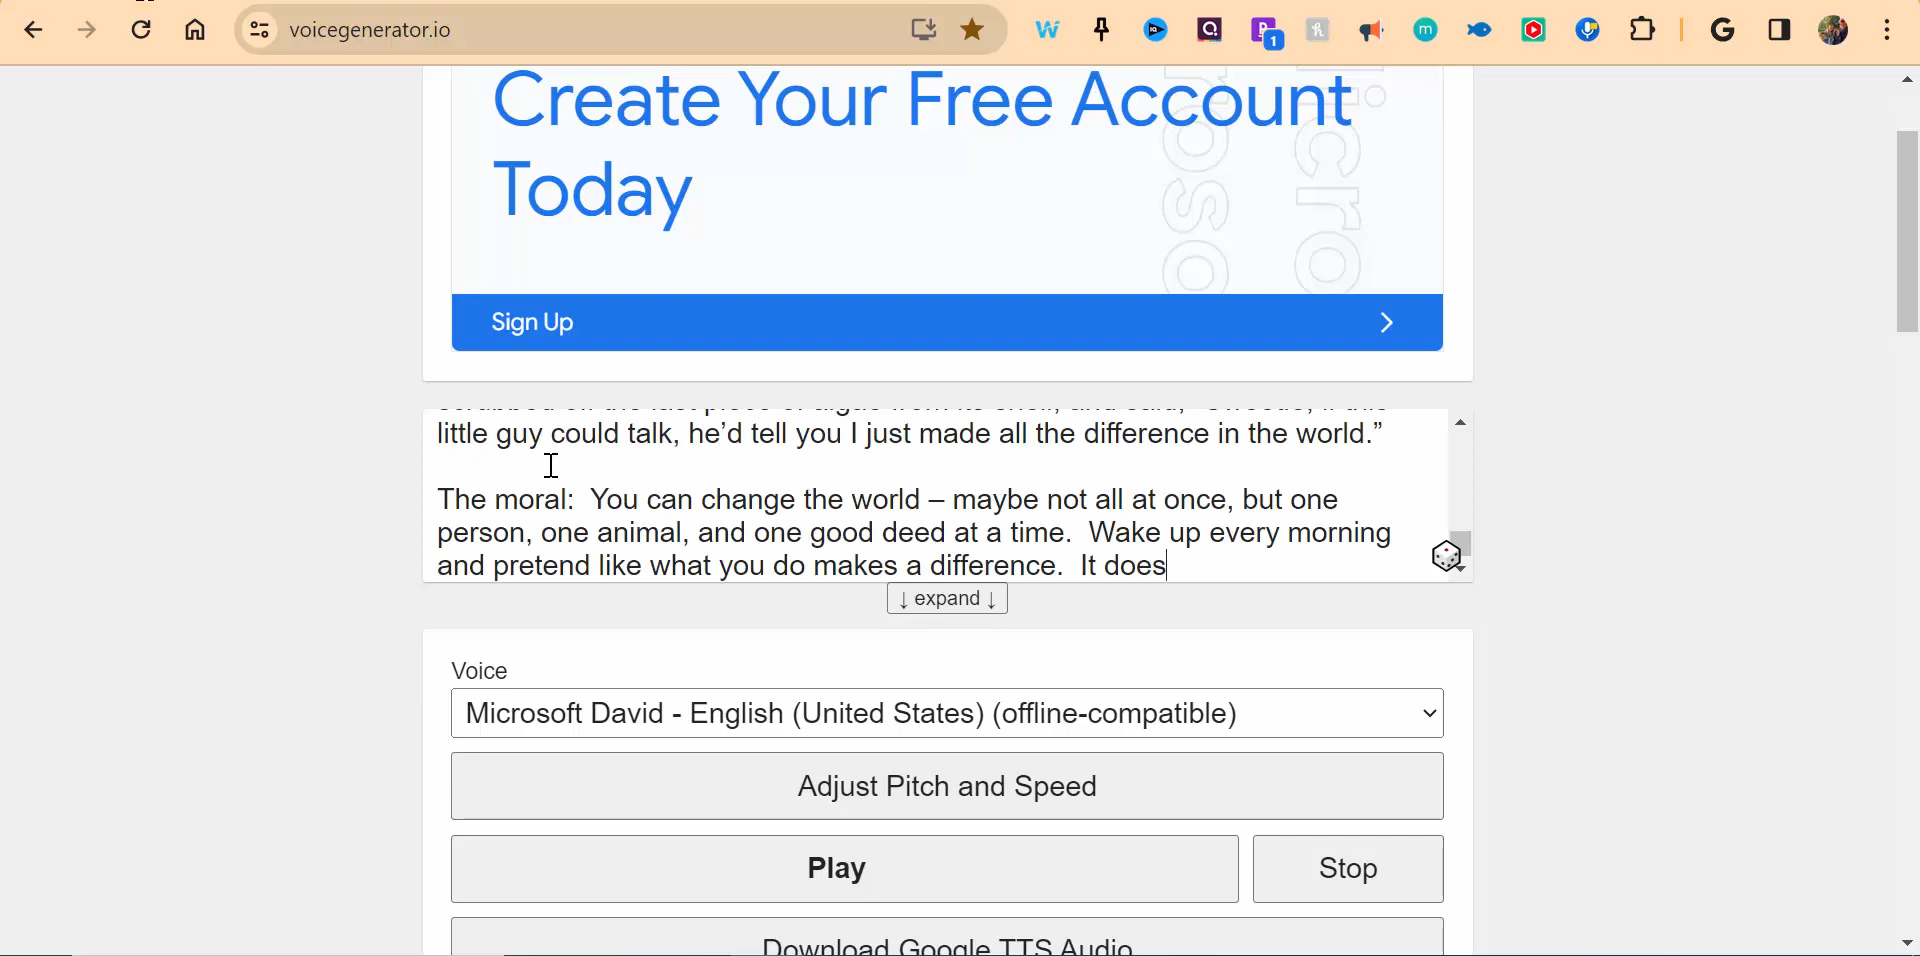 voicegenerator.io
1
Create Your Free Account
Today
Sign Up
little guy could talk, he’d tell you I just made all the difference in the world.”
The moral:  You can change the world – maybe not all at once, but one
person, one animal, and one good deed at a time.  Wake up every morning
and pretend like what you do makes a difference.  It does
↓ expand ↓
Voice
Microsoft David - English (United States) (offline-compatible)
Adjust Pitch and Speed
Play
Stop
Download Google TTS Audio